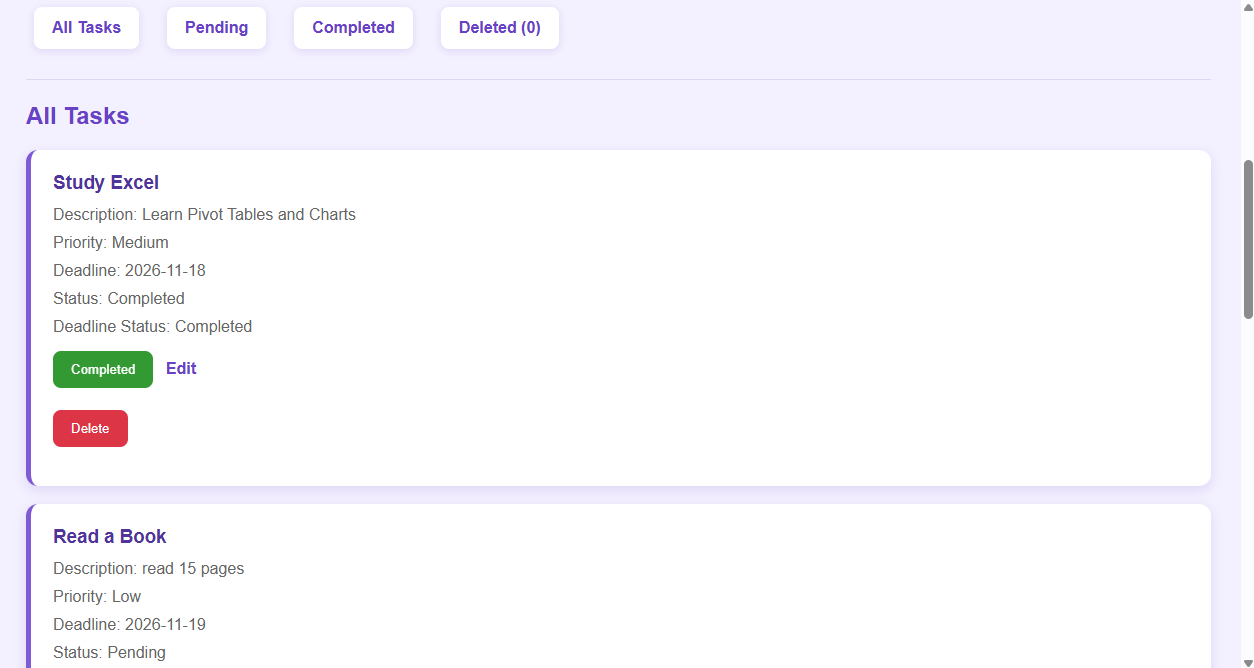 All Tasks Pending Completed Deleted (0)
All Tasks
Study Excel
Description: Learn Pivot Tables and Charts
Priority: Medium
Deadline: 2026-11-18
Status: Completed
Deadline Status: Completed
Completed Edit
Delete
Read a Book
Description: read 15 pages
Priority: Low
Deadline: 2026-11-19
Status: Pending